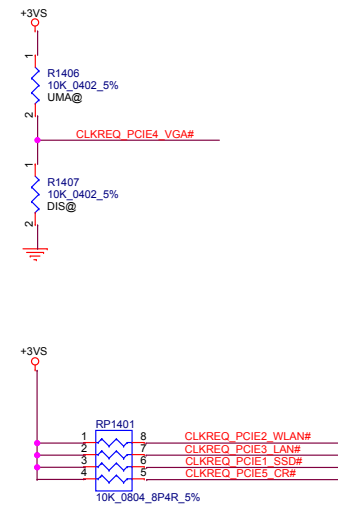 +3VS
1
R1406
10K_0402_5%
UMA@
2
CLKREQ_PCIE4_VGA#
1
R1407
10K_0402_5%
DIS@
2
+3VS
RP1401
1 8 CLKREQ_PCIE2_WLAN#
2 7 CLKREQ_PCIE3_LAN#
3 6 CLKREQ_PCIE1_SSD#
4 5 CLKREQ_PCIE5_CR#
10K_0804_8P4R_5%